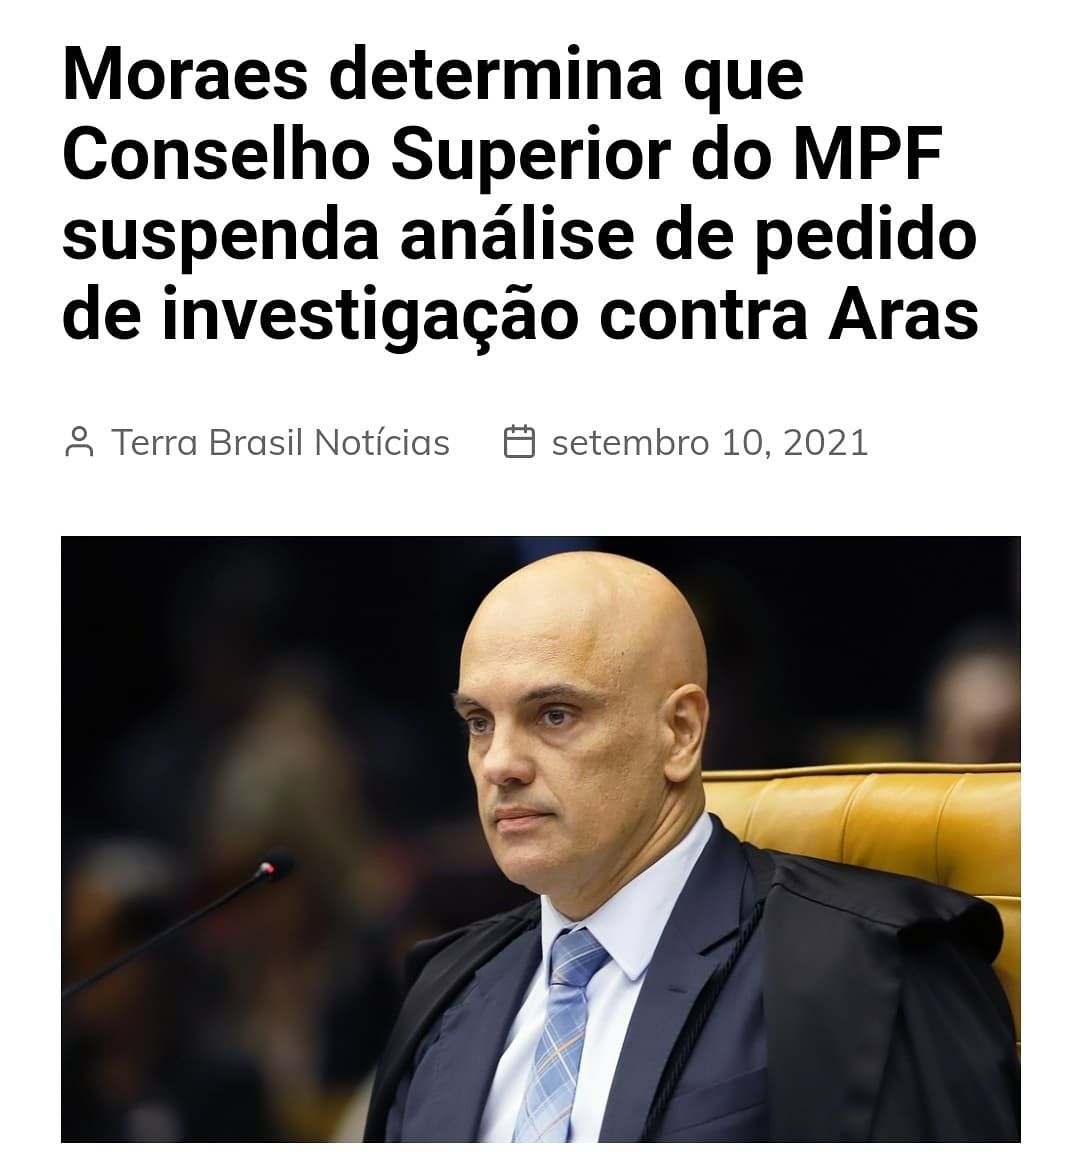 Moraes determina que
Conselho Superior do MPF
suspenda análise de pedido
de investigação contra Aras
Terra Brasil Notícias setembro 10, 2021